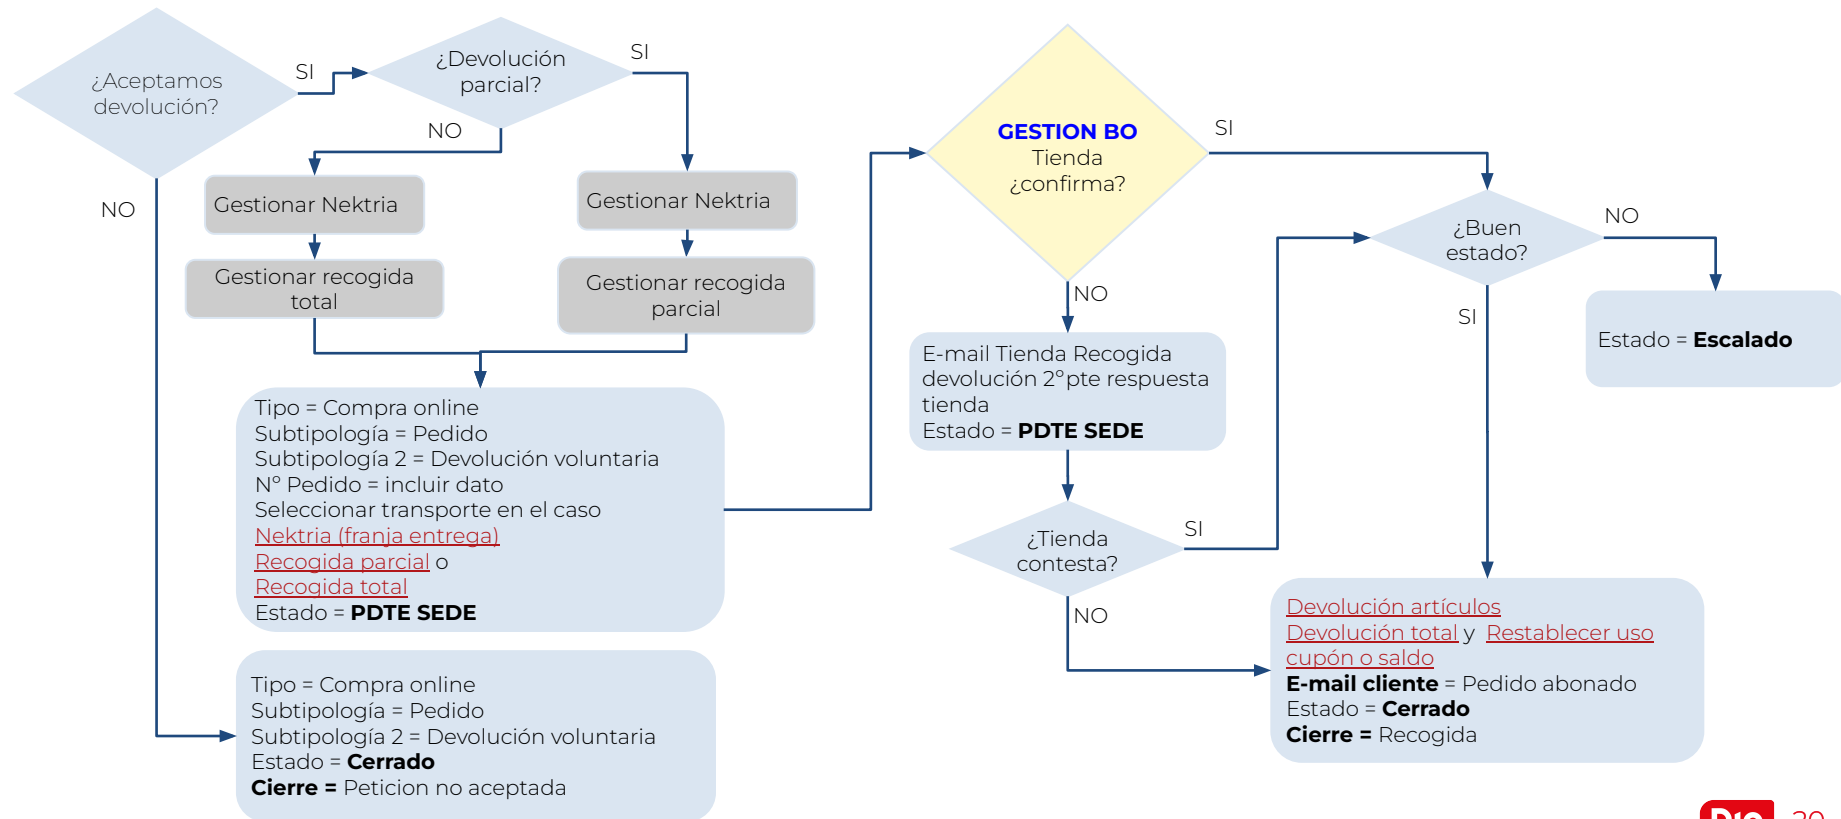 ¿Aceptamos
devolución?
SI
NO
¿Devolución
parcial?
SI
NO
Gestionar Nektria
Gestionar recogida
total
Gestionar Nektria
Gestionar recogida
parcial
Tipo = Compra online
Subtipología = Pedido
Subtipología 2 = Devolución voluntaria
Nº Pedido = incluir dato
Seleccionar transporte en el caso
Nektria (franja entrega)
Recogida parcial o
Recogida total
Estado = PDTE SEDE
Tipo = Compra online
Subtipología = Pedido
Subtipología 2 = Devolución voluntaria
Estado = Cerrado
Cierre = Peticion no aceptada
GESTION BO
Tienda
¿confirma?
SI
NO
E-mail Tienda Recogida
devolución 2º pte respuesta
tienda
Estado = PDTE SEDE
¿Tienda
contesta?
SI
NO
¿Buen
estado?
NO
SI
Estado = Escalado
Devolución artículos
Devolución total y Restablecer uso
cupón o saldo
E-mail cliente = Pedido abonado
Estado = Cerrado
Cierre = Recogida